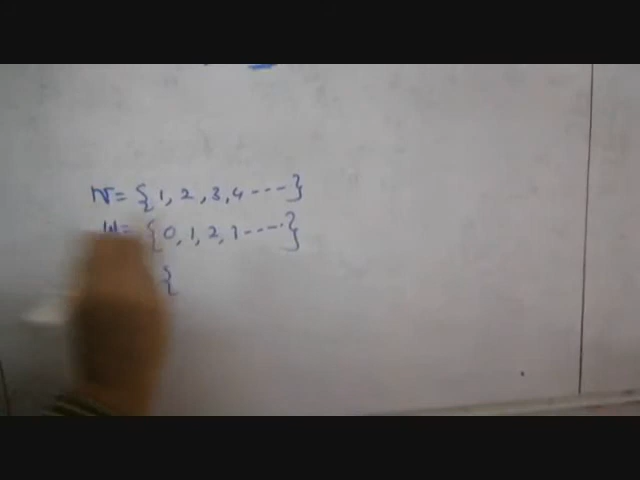 N = {1, 2, 3, 4 - - - -}
W = {0, 1, 2, 3 - - - -}
{